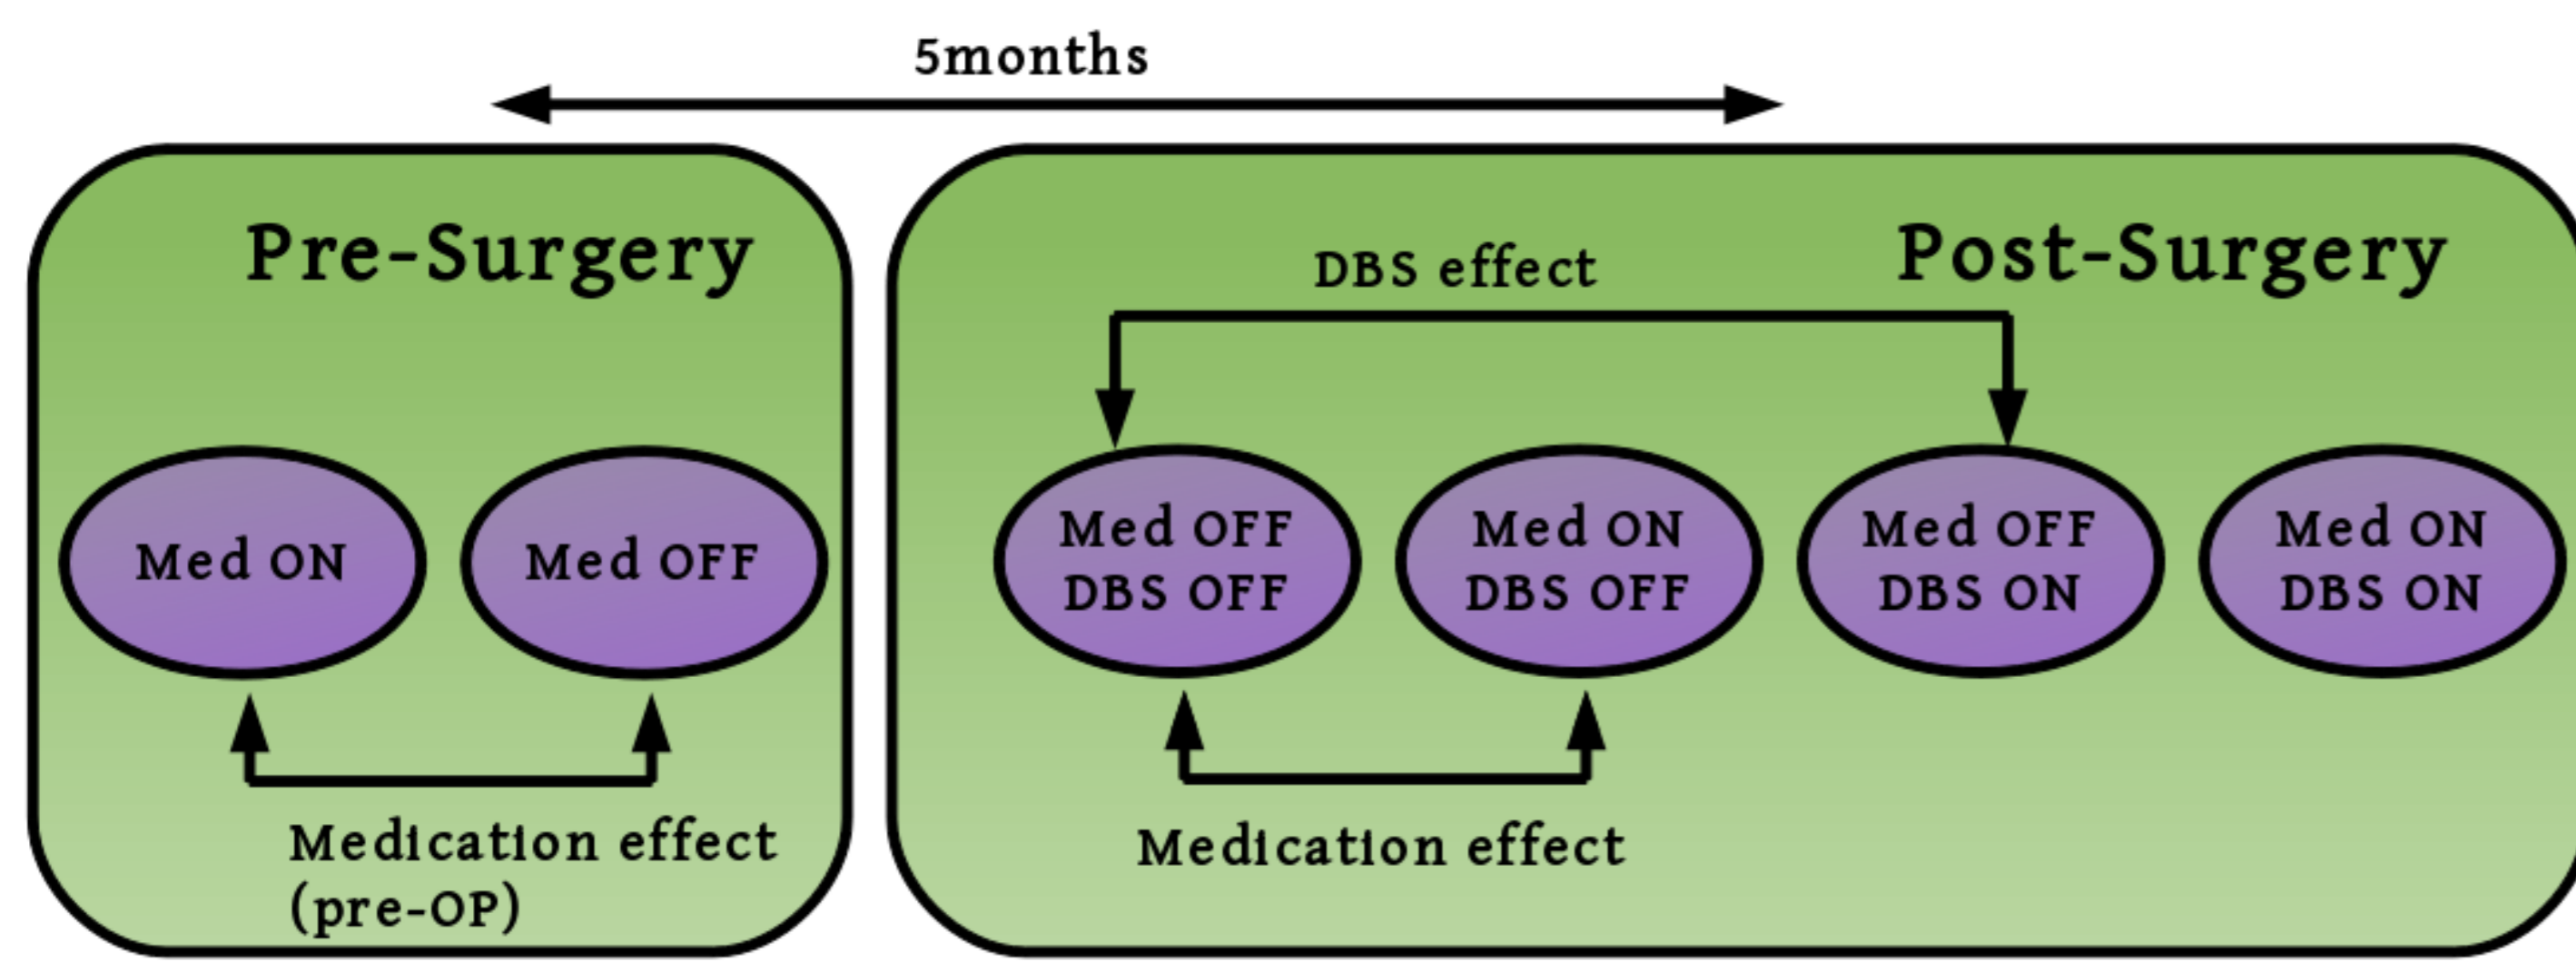 5months
Pre-Surgery
Med ON
Med OFF
Medication effect
(pre-OP)
Post-Surgery
DBS effect
Med OFF
DBS OFF
Med ON
DBS OFF
Med OFF
DBS ON
Med ON
DBS ON
Medication effect